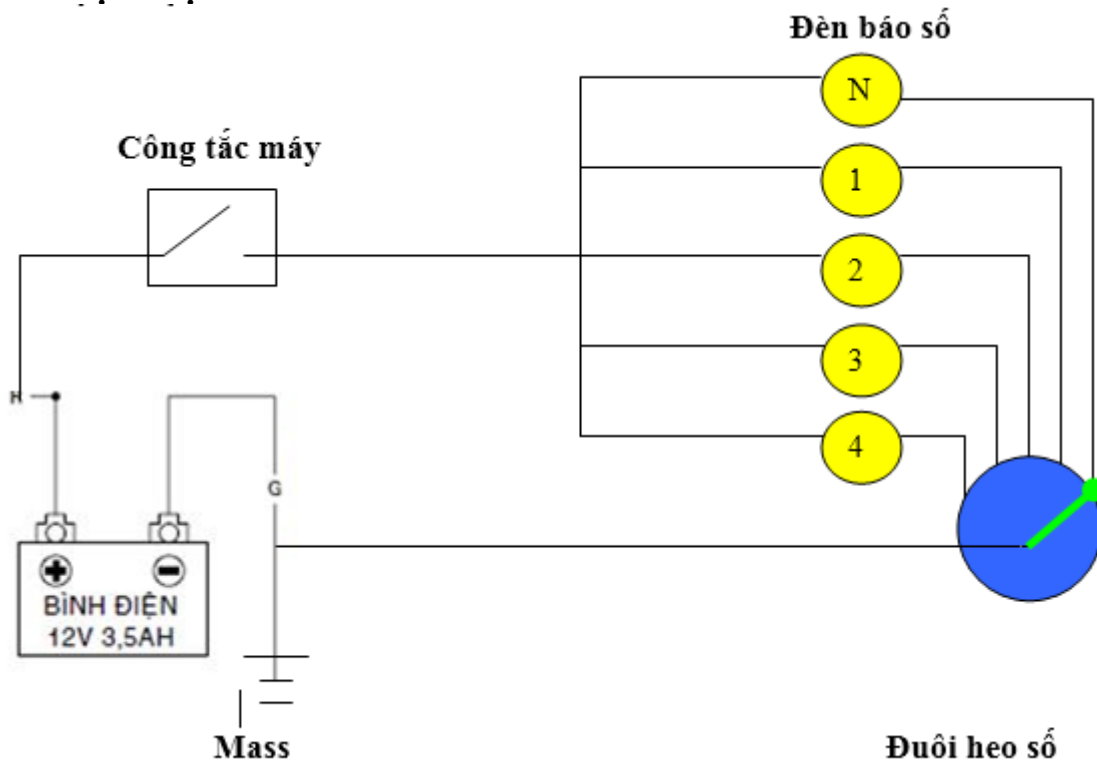 Đèn báo số
N
Công tắc máy
1
2
3
R
4
G
BÌNH ĐIỆN
12V 3,5AH
Mass
Đuôi heo số